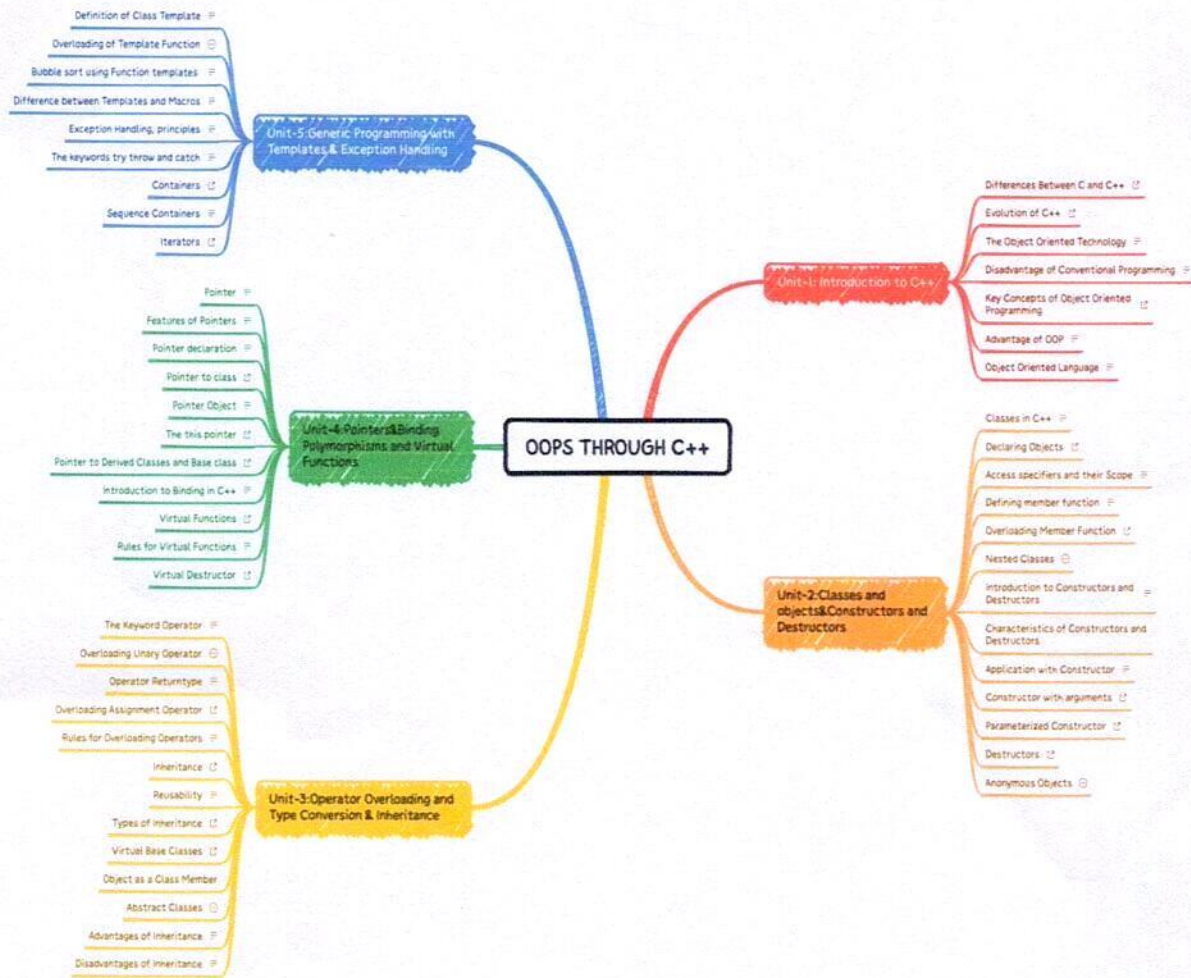 OOPS THROUGH C++
Unit-1: Introduction to C++
Differences Between C and C++
Evolution of C++
The Object Oriented Technology
Disadvantage of Conventional Programming
Key Concepts of Object Oriented
Programming
Advantage of OOP
Object Oriented Language
Unit-2:Classes and
objects&Constructors and
Destructors
Classes in C++
Declaring Objects
Access specifiers and their Scope
Defining member function
Overloading Member Function
Nested Classes
Introduction to Constructors and
Destructors
Characteristics of Constructors and
Destructors
Application with Constructor
Constructor with arguments
Parameterized Constructor
Destructors
Anonymous Objects
Unit-3:Operator Overloading and
Type Conversion & Inheritance
The Keyword Operator
Overloading Unary Operator
Operator Returntype
Overloading Assignment Operator
Rules for Overloading Operators
Inheritance
Reusability
Types of Inheritance
Virtual Base Classes
Object as a Class Member
Abstract Classes
Advantages of Inheritance
Disadvantages of Inheritance
Unit-4:Pointers&Binding
Polymorphisms and Virtual
Functions
Pointer
Features of Pointers
Pointer declaration
Pointer to class
Pointer Object
The this pointer
Pointer to Derived Classes and Base class
Introduction to Binding in C++
Virtual Functions
Rules for Virtual Functions
Virtual Destructor
Unit-5:Generic Programming with
Templates & Exception Handling
Definition of Class Template
Overloading of Template Function
Bubble sort using Function templates
Difference between Templates and Macros
Exception Handling, principles
The keywords try throw and catch
Containers
Sequence Containers
Iterators